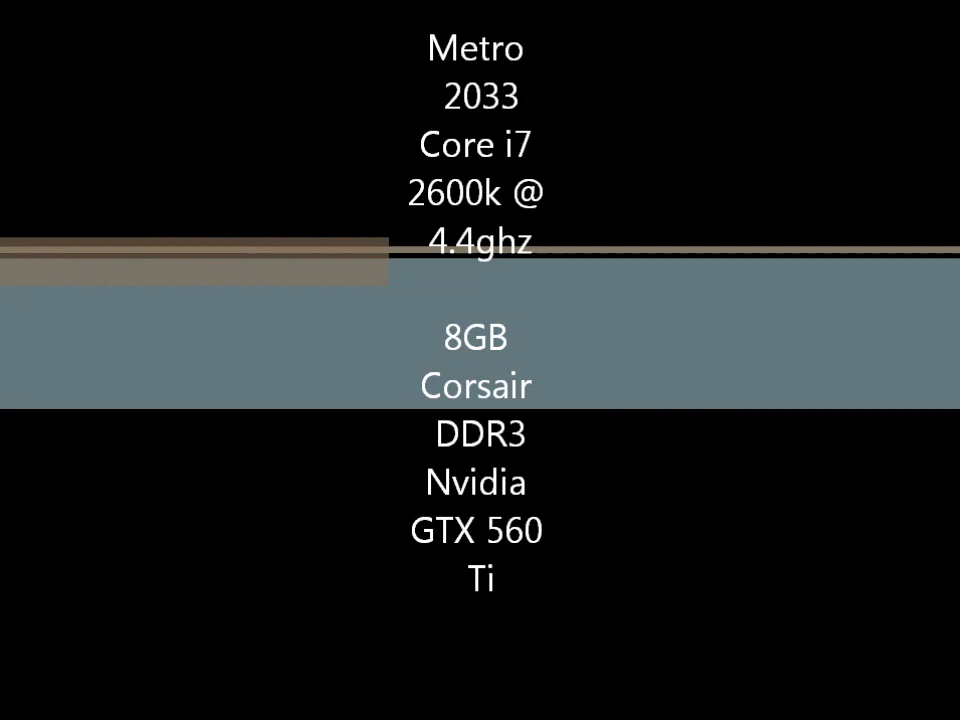 Metro
2033
Core i7
2600k @
4.4ghz
8GB
Corsair
DDR3
Nvidia
GTX 560
Ti